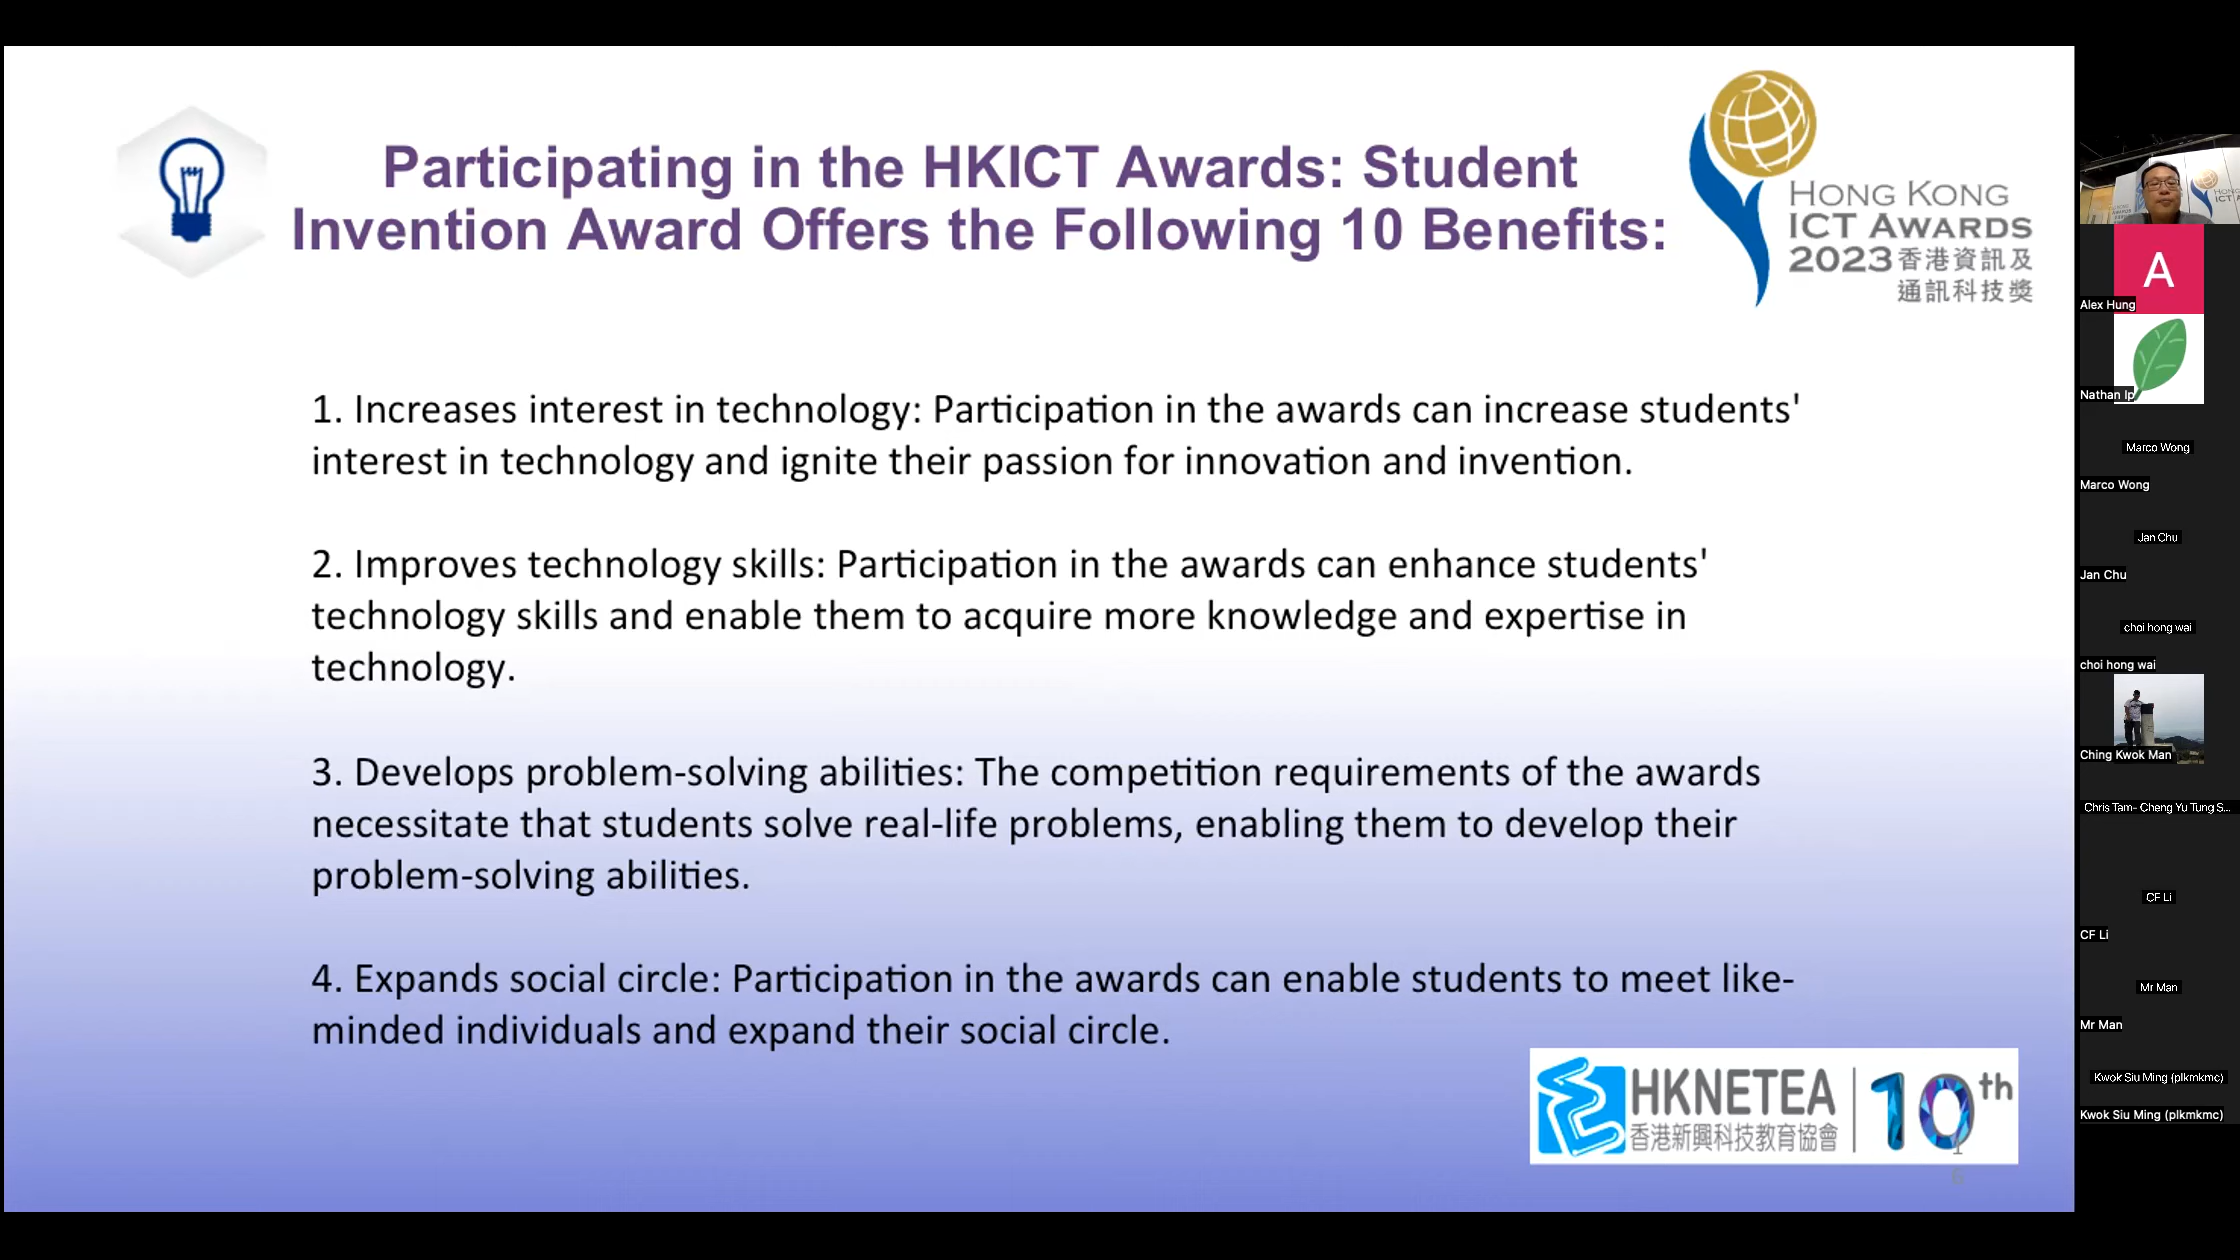 Participating in the HKICT Awards: Student
Invention Award Offers the Following 10 Benefits:
HONG KONG
ICT AWARDS
2023 香港資訊及
通訊科技獎
1. Increases interest in technology: Participation in the awards can increase students'
interest in technology and ignite their passion for innovation and invention.
2. Improves technology skills: Participation in the awards can enhance students'
technology skills and enable them to acquire more knowledge and expertise in
technology.
3. Develops problem-solving abilities: The competition requirements of the awards
necessitate that students solve real-life problems, enabling them to develop their
problem-solving abilities.
4. Expands social circle: Participation in the awards can enable students to meet like-
minded individuals and expand their social circle.
HKNETEA
香港新興科技教育協會
10th
A
Alex Hung
Nathan Ip
Marco Wong
Marco Wong
Jan Chu
Jan Chu
choi hong wai
choi hong wai
Ching Kwok Man
Chris Tam- Cheng Yu Tung S...
CF Li
CF Li
Mr Man
Mr Man
Kwok Siu Ming (plkmkmc)
Kwok Siu Ming (plkmkmc)